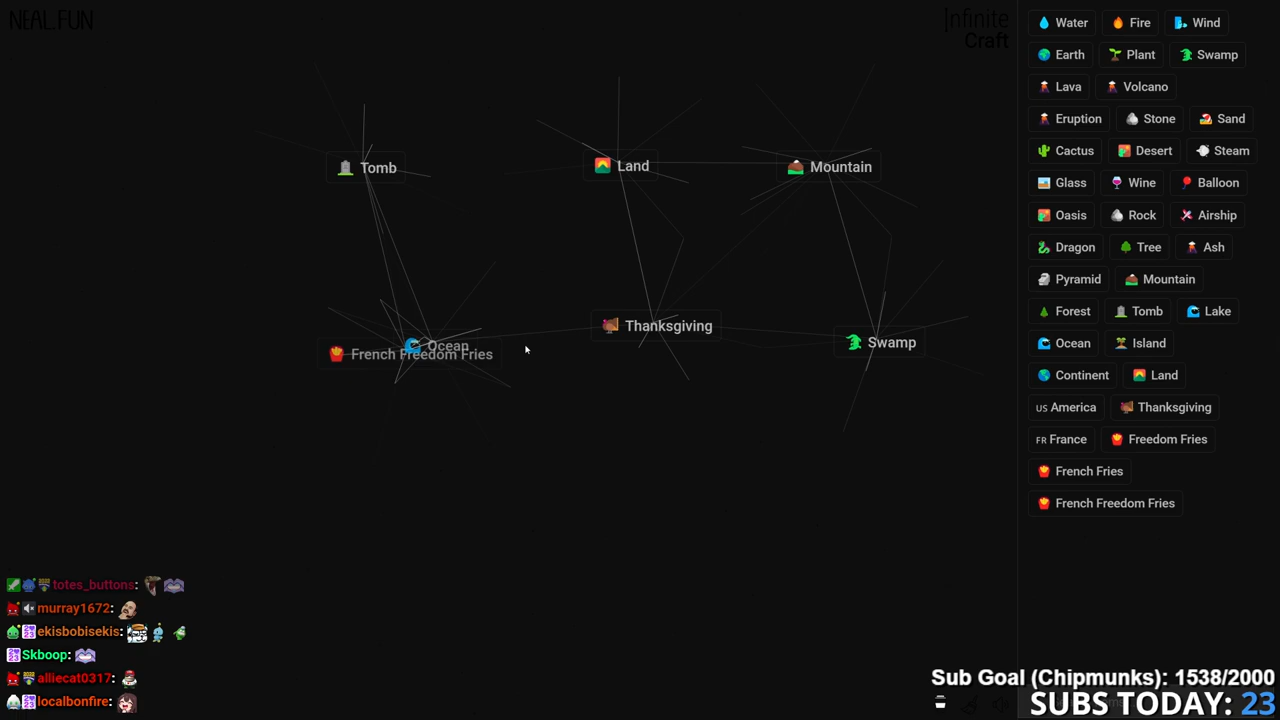 NEAL.FUN
Infinite
Craft
Tomb
Land
Mountain
Ocean
French Freedom Fries
Thanksgiving
Swamp
Water Fire Wind
Earth Plant Swamp
Lava Volcano
Eruption Stone Sand
Cactus Desert Steam
Glass Wine Balloon
Oasis Rock Airship
Dragon Tree Ash
Pyramid Mountain
Forest Tomb Lake
Ocean Island
Continent Land
US America Thanksgiving
FR France Freedom Fries
French Fries
French Freedom Fries
totes_buttons:
murray1672:
ekisbobisekis:
Skboop:
alliecat0317:
localbonfire:
Sub Goal (Chipmunks): 1538/2000
SUBS TODAY: 23